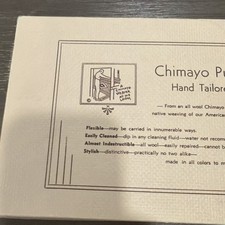 Chimayo Pu
Hand Tailore
— From an all wool Chimayo
native weaving of our America
Flexible—may be carried in innumerable ways.
Easily Cleaned—dip in any cleaning Fluid—water not recom
Almost Indestructible— all wool—easily repaired—cannot b
Stylish—distinctive—practically no two alike—
made in all colors to m